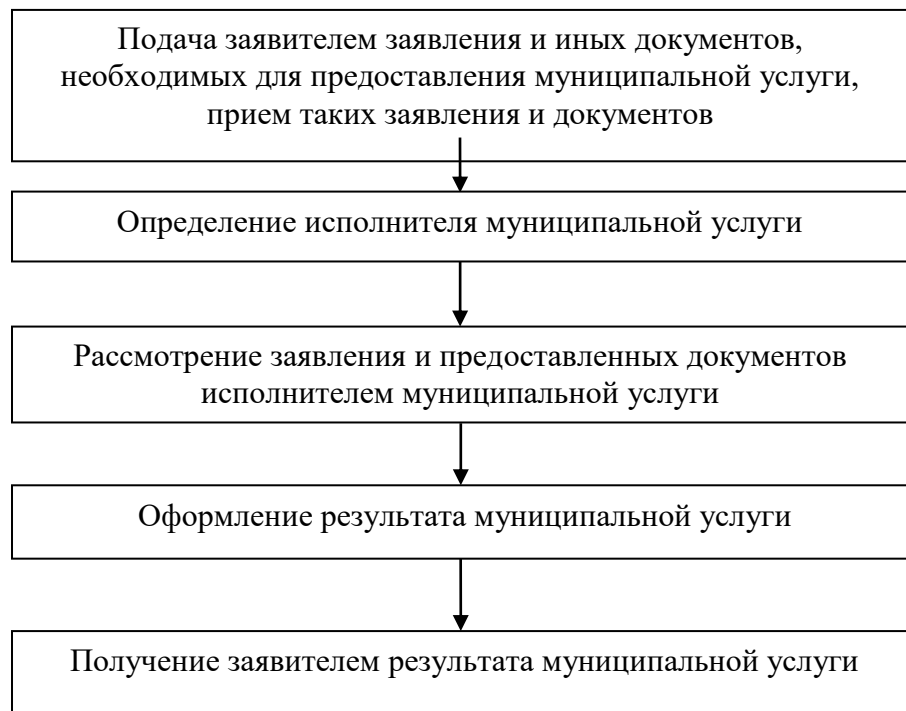 Подача заявителем заявления и иных документов,
необходимых для предоставления муниципальной услуги,
прием таких заявления и документов
Определение исполнителя муниципальной услуги
Рассмотрение заявления и предоставленных документов
исполнителем муниципальной услуги
Оформление результата муниципальной услуги
Получение заявителем результата муниципальной услуги